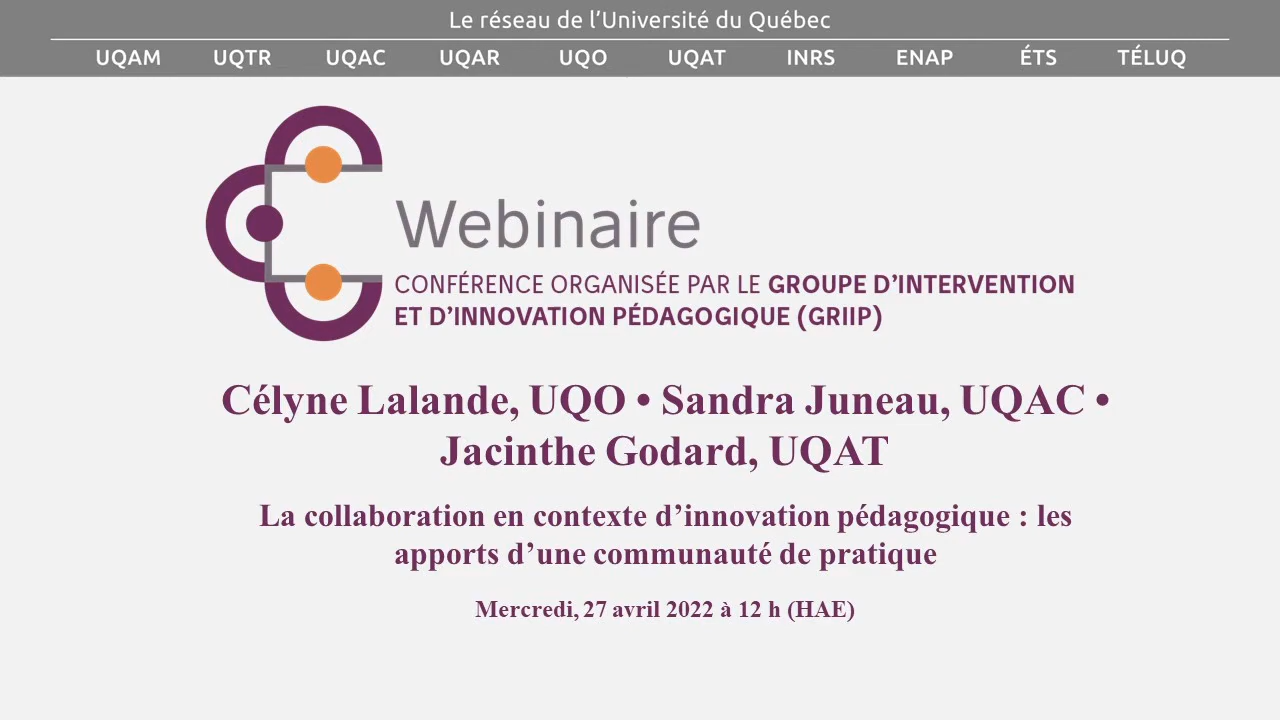 Le réseau de l’Université du Québec
UQAM UQTR UQAC UQAR UQO UQAT INRS ENAP ÉTS TÉLUQ
Webinaire
CONFÉRENCE ORGANISÉE PAR LE GROUPE D’INTERVENTION
ET D’INNOVATION PÉDAGOGIQUE (GRIIP)
Célyne Lalande, UQO • Sandra Juneau, UQAC •
Jacinthe Godard, UQAT
La collaboration en contexte d’innovation pédagogique : les
apports d’une communauté de pratique
Mercredi, 27 avril 2022 à 12 h (HAE)